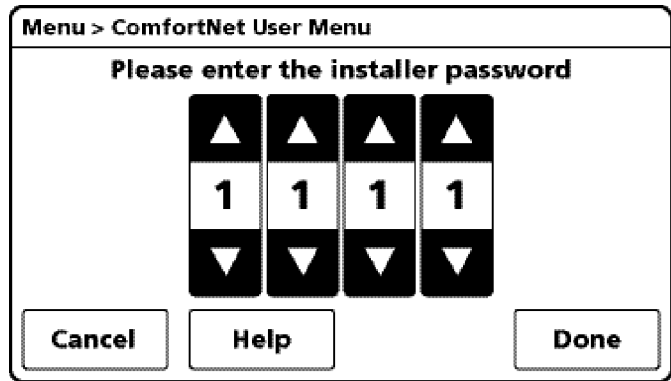 Menu > ComfortNet User Menu
Please enter the installer password
1 1 1 1
Cancel Help Done